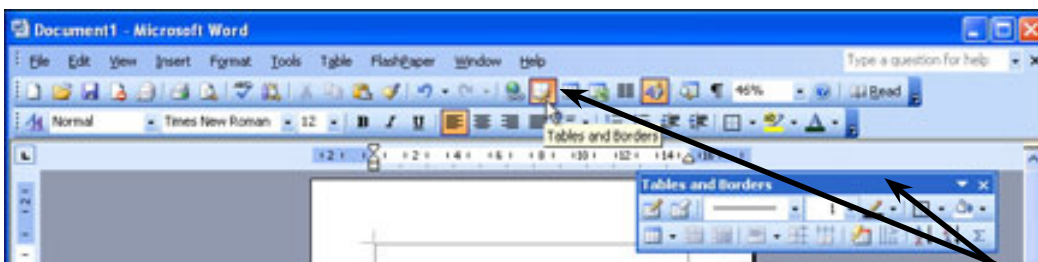 Document1 - Microsoft Word
File Edit View Insert Format Tools Table FlashPaper Window Help Type a question for help
46% Read
Normal Times New Roman 12 B I U
Tables and Borders
Tables and Borders